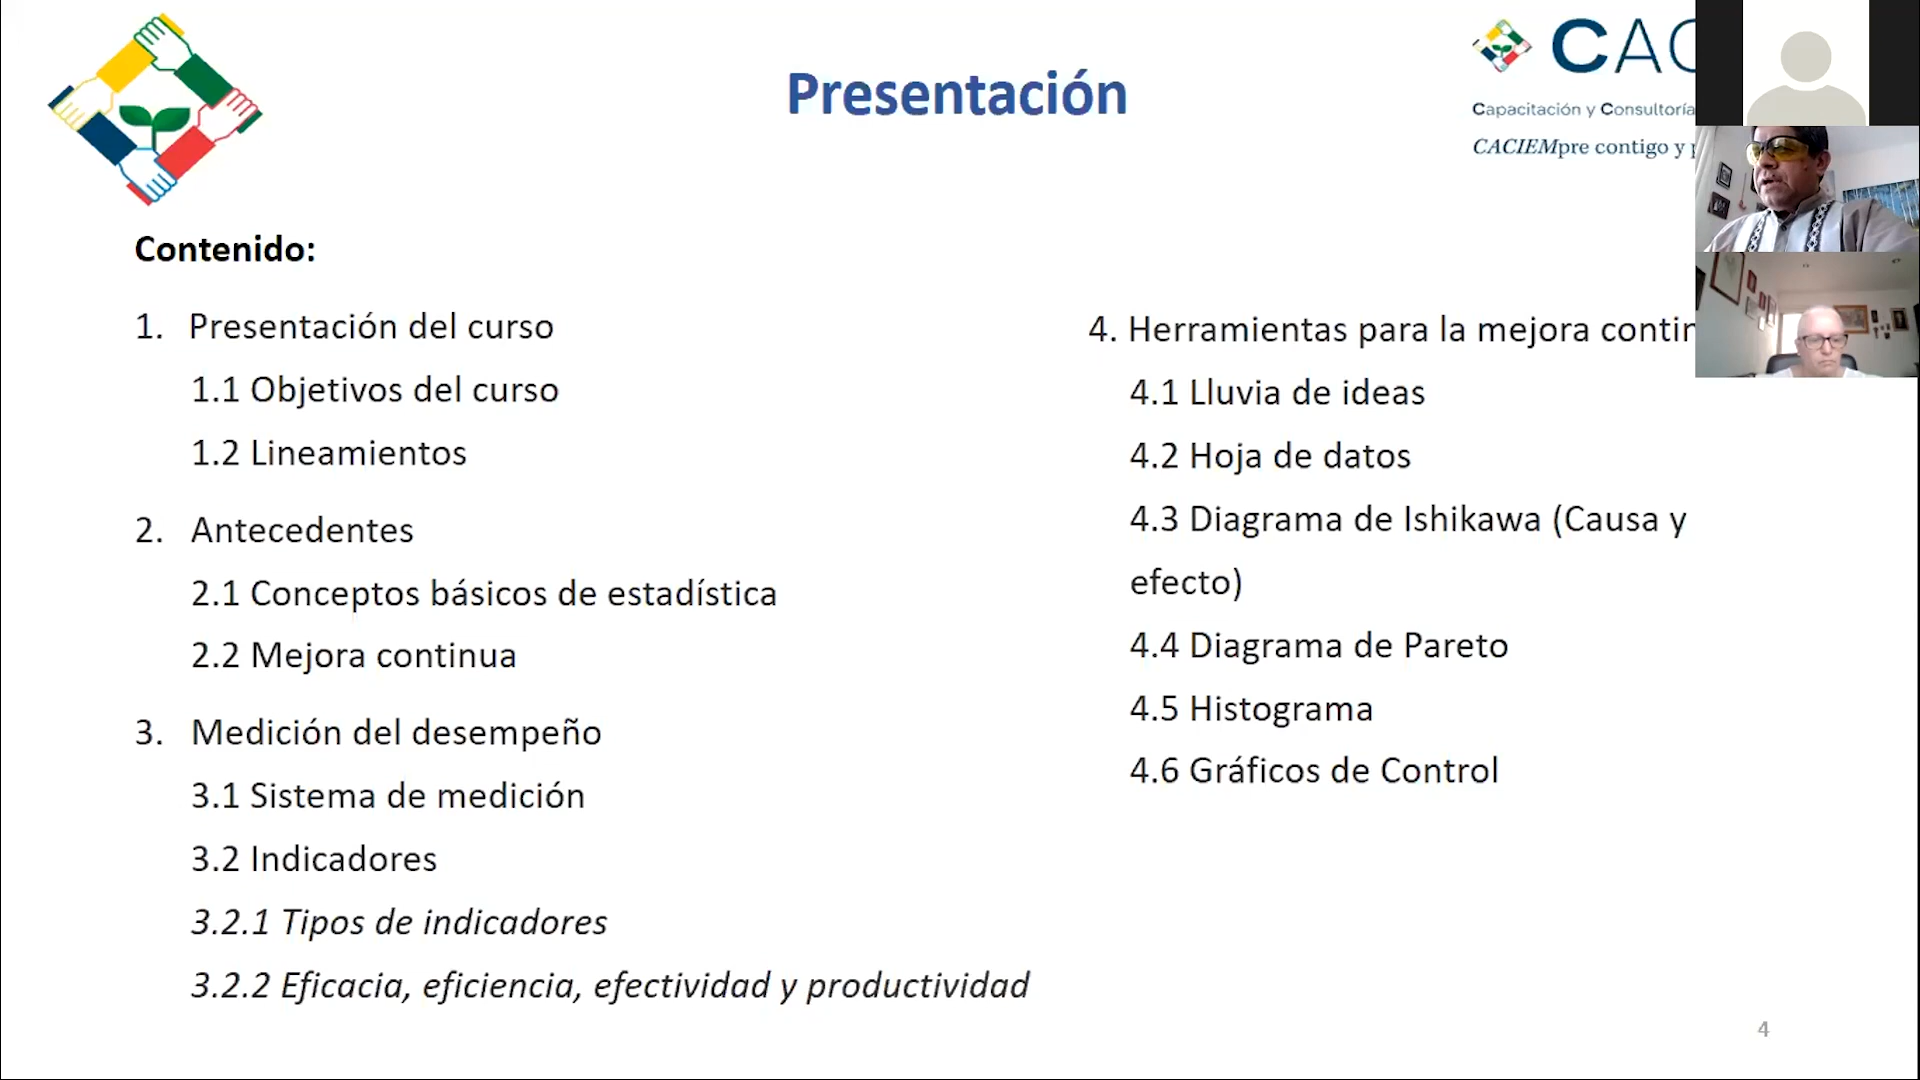 Presentación
CAC
Capacitación y Consultoría
CACIEMpre contigo y
Contenido:
1. Presentación del curso
1.1 Objetivos del curso
1.2 Lineamientos
2. Antecedentes
2.1 Conceptos básicos de estadística
2.2 Mejora continua
3. Medición del desempeño
3.1 Sistema de medición
3.2 Indicadores
3.2.1 Tipos de indicadores
3.2.2 Eficacia, eficiencia, efectividad y productividad
4. Herramientas para la mejora contin
4.1 Lluvia de ideas
4.2 Hoja de datos
4.3 Diagrama de Ishikawa (Causa y
efecto)
4.4 Diagrama de Pareto
4.5 Histograma
4.6 Gráficos de Control
4